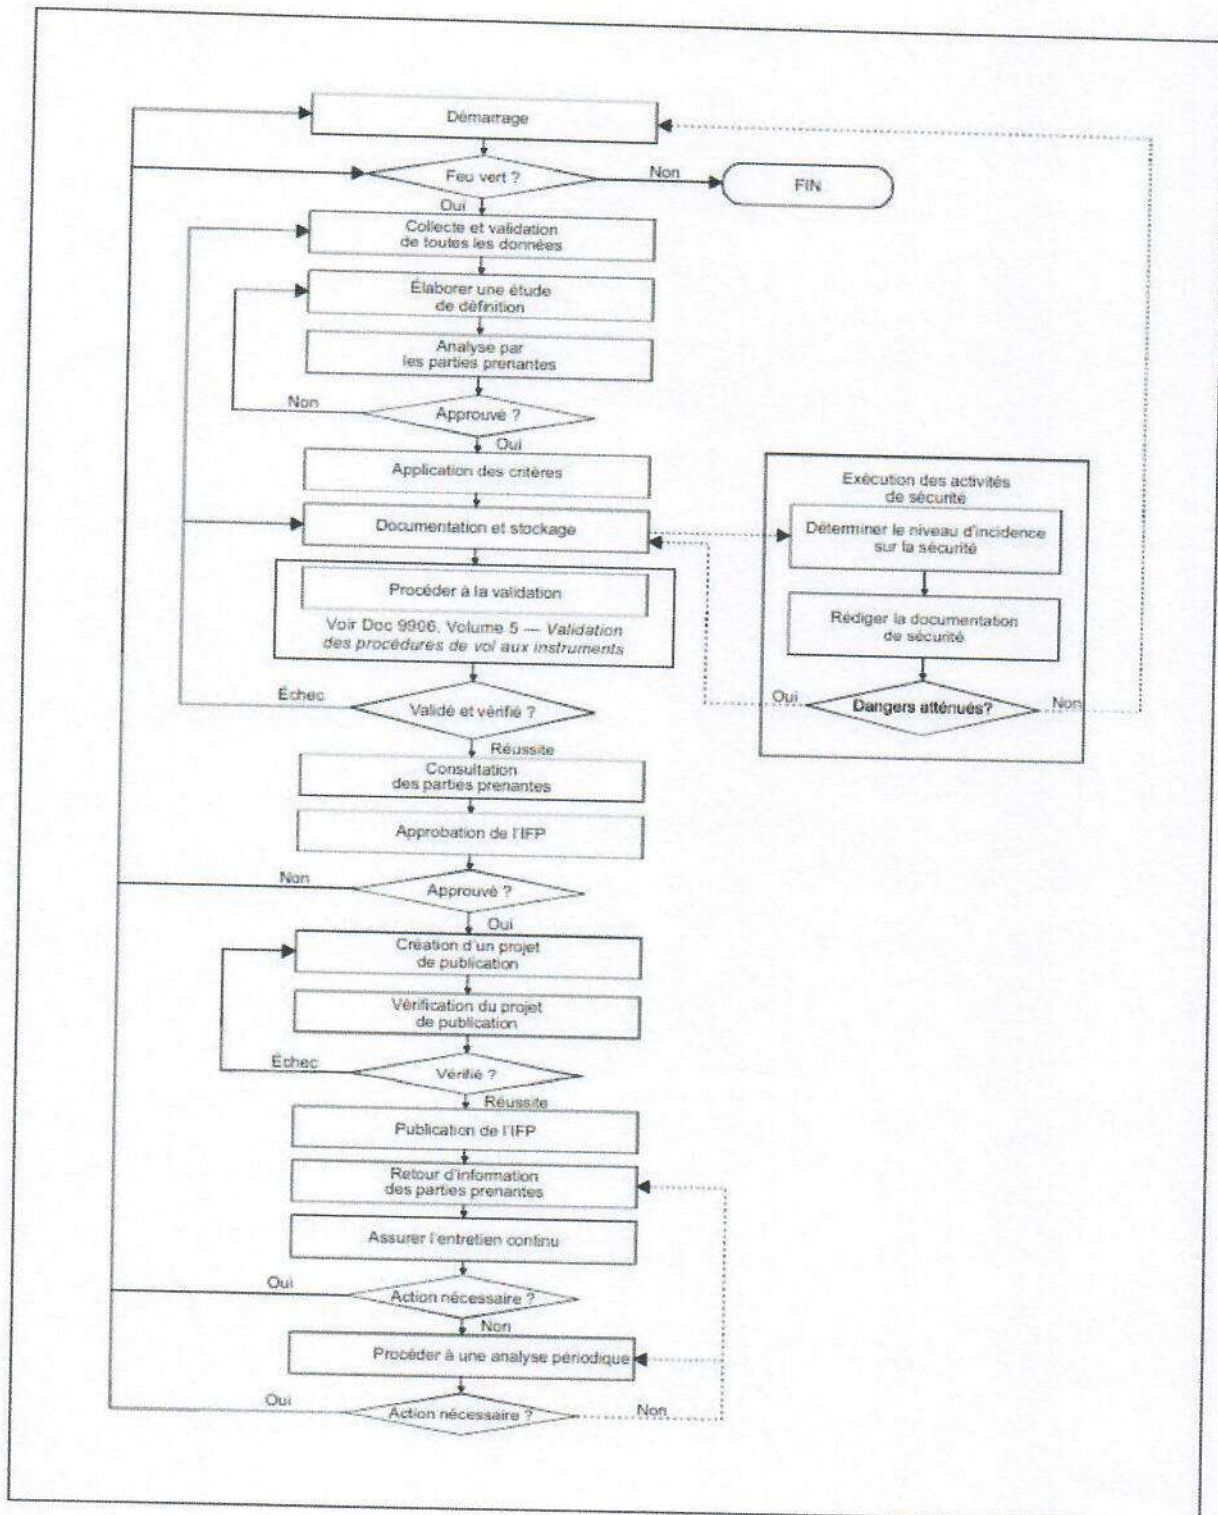 Démarrage
Feu vert ?
Non
FIN
Oui
Collecte et validation
de toutes les données
Élaborer une étude
de définition
Analyse par
les parties prenantes
Non
Approuvé ?
Oui
Application des critères
Documentation et stockage
Procéder à la validation
Voir Doc 9906, Volume 5 — Validation
des procédures de vol aux instruments
Échec
Validé et vérifié ?
Réussite
Exécution des activités
de sécurité
Déterminer le niveau d'incidence
sur la sécurité
Rédiger la documentation
de sécurité
Oui
Dangers atténués?
Non
Consultation
des parties prenantes
Approbation de l'IFP
Non
Approuvé ?
Oui
Création d'un projet
de publication
Vérification du projet
de publication
Échec
Vérifié ?
Réussite
Publication de l'IFP
Retour d'information
des parties prenantes
Assurer l'entretien continu
Oui
Action nécessaire ?
Non
Procéder à une analyse périodique
Oui
Action nécessaire ?
Non